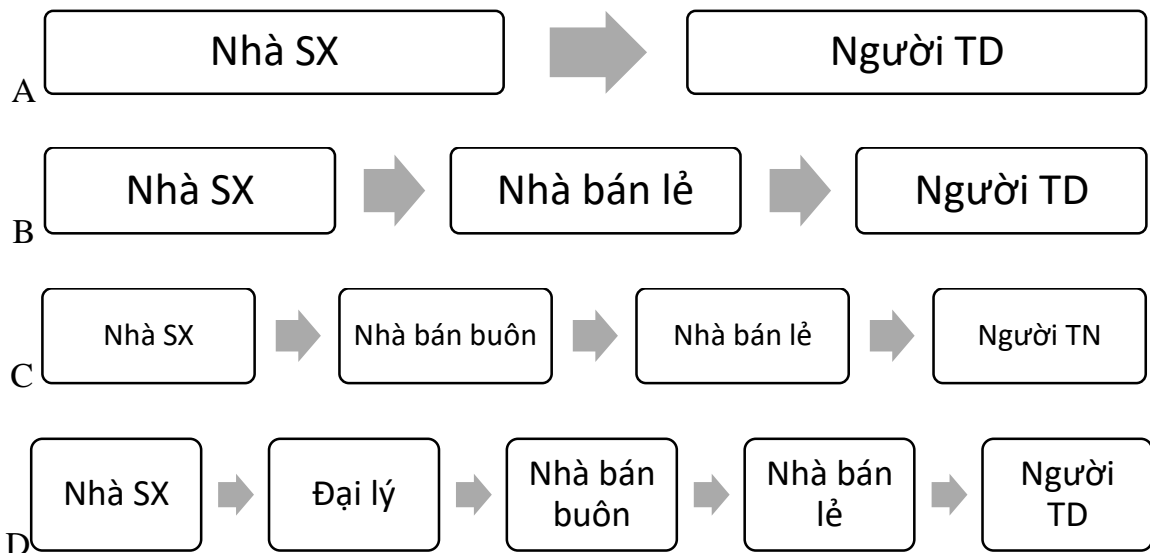 Nhà SX
Người TD
A
Nhà SX
Nhà bán lẻ
Người TD
B
Nhà SX
Nhà bán buôn
Nhà bán lẻ
Người TN
C
Nhà SX
Đại lý
Nhà bán
buôn
Nhà bán
lẻ
Người
TD
D